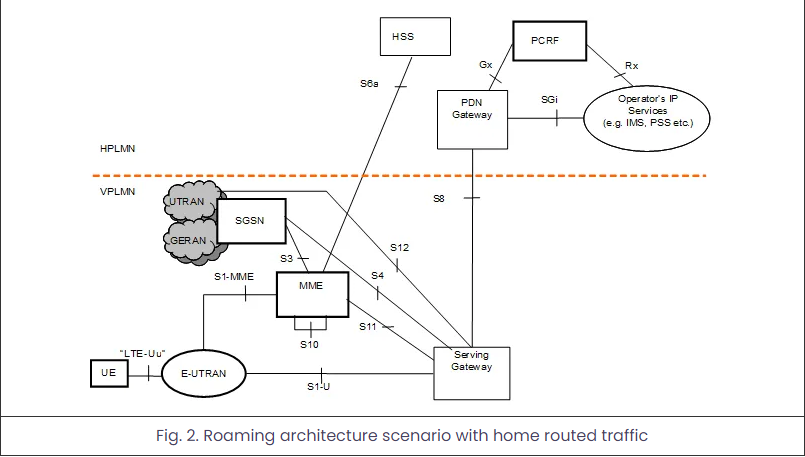 HSS
PCRF
Gx
Rx
S6a
PDN
Gateway
SGi
Operator's IP
Services
(e.g. IMS, PSS etc.)
HPLMN
VPLMN
UTRAN
SGSN
S8
GERAN
S12
S3
S1-MME
MME
S4
S11
S10
"LTE-Uu"
Serving
Gateway
UE
E-UTRAN
S1-U
Fig. 2. Roaming architecture scenario with home routed traffic